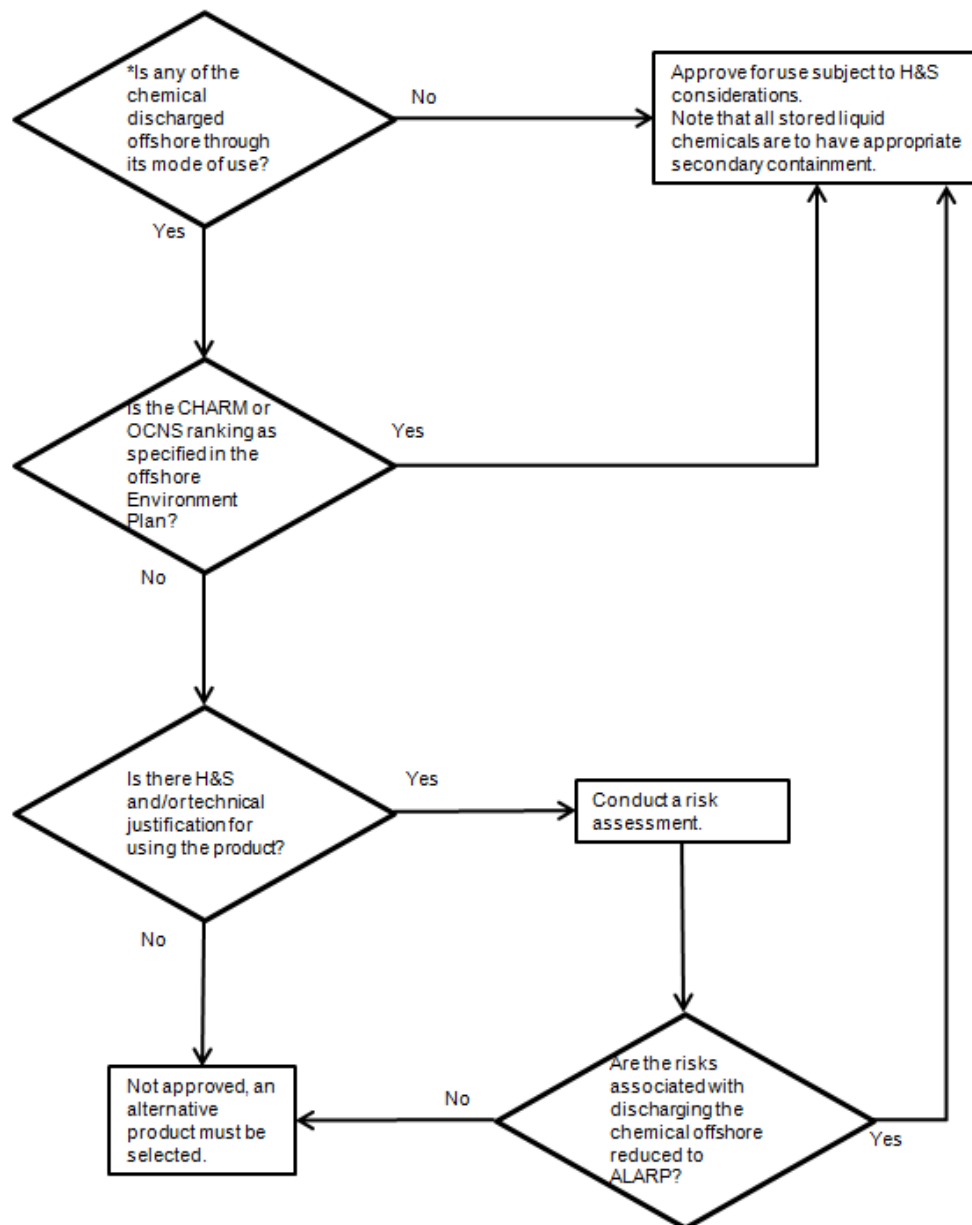 *Is any of the
chemical
discharged
offshore through
its mode of use?
No
Approve for use subject to H&S
considerations.
Note that all stored liquid
chemicals are to have appropriate
secondary containment.
Yes
Is the CHARM or
OCNS ranking as
specified in the
offshore
Environment
Plan?
Yes
No
Is there H&S
and/or technical
justification for
using the product?
Yes
Conduct a risk
assessment.
No
Not approved, an
alternative
product must be
selected.
No
Are the risks
associated with
discharging the
chemical offshore
reduced to
ALARP?
Yes